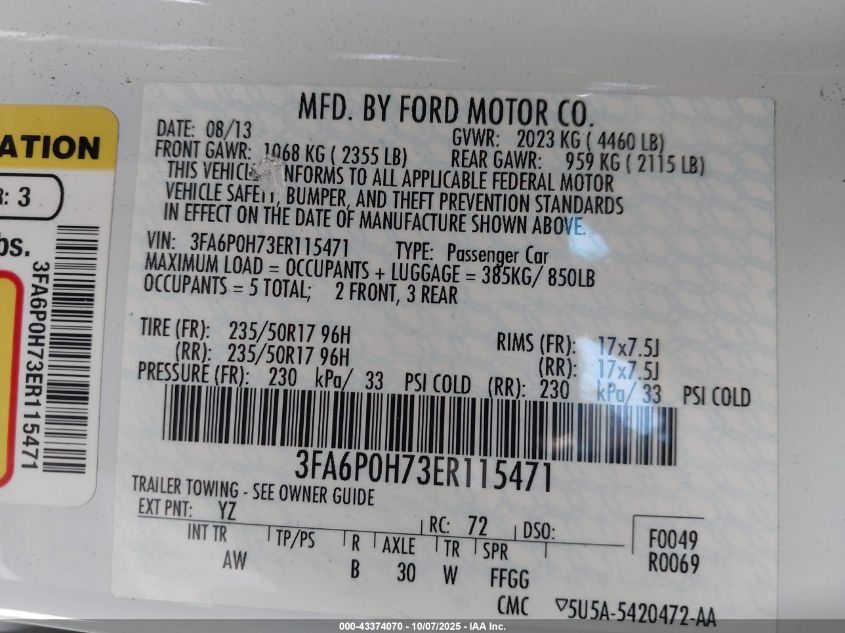 MFD. BY FORD MOTOR CO.
DATE: 08/13 GVWR: 2023 KG ( 4460 LB)
FRONT GAWR: 1068 KG ( 2355 LB) REAR GAWR: 959 KG ( 2115 LB)
THIS VEHICLE NFORMS TO ALL APPLICABLE FEDERAL MOTOR
VEHICLE SAFETY, BUMPER, AND THEFT PREVENTION STANDARDS
IN EFFECT ON THE DATE OF MANUFACTURE SHOWN ABOVE.
VIN: 3FA6P0H73ER115471 TYPE: Passenger Car
MAXIMUM LOAD = OCCUPANTS + LUGGAGE = 385KG/ 850LB
OCCUPANTS = 5 TOTAL; 2 FRONT, 3 REAR
TIRE (FR): 235/50R17 96H RIMS (FR): 17x7.5J
(RR): 235/50R17 96H (RR): 17x7.5J
PRESSURE (FR): 230 kPa/ 33 PSI COLD (RR): 230 kPa/ 33 PSI COLD
3FA6P0H73ER115471
TRAILER TOWING - SEE OWNER GUIDE
EXT PNT: YZ RC: 72 DSO: F0049
INT TR TP/PS R AXLE TR SPR R0069
AW B 30 W FFGG
CMC ▽5U5A-5420472-AA
ATION
R: 3
bs.
3FA6P0H73ER115471
000-43374070 - 10/07/2025 - IAA Inc.